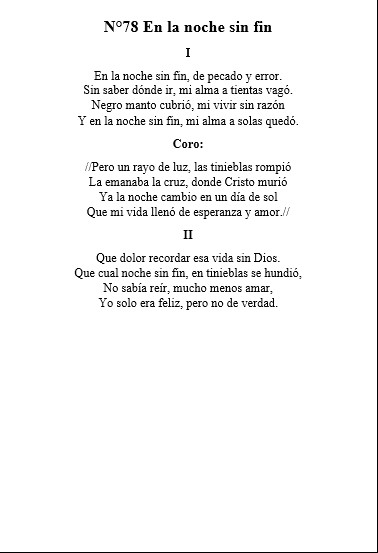 N°78 En la noche sin fin
I
En la noche sin fin, de pecado y error.
Sin saber dónde ir, mi alma a tientas vagó.
Negro manto cubrió, mi vivir sin razón
Y en la noche sin fin, mi alma a solas quedó.
Coro:
//Pero un rayo de luz, las tinieblas rompió
La emanaba la cruz, donde Cristo murió
Ya la noche cambio en un día de sol
Que mi vida llenó de esperanza y amor.//
II
Que dolor recordar esa vida sin Dios.
Que cual noche sin fin, en tinieblas se hundió,
No sabía reír, mucho menos amar,
Yo solo era feliz, pero no de verdad.